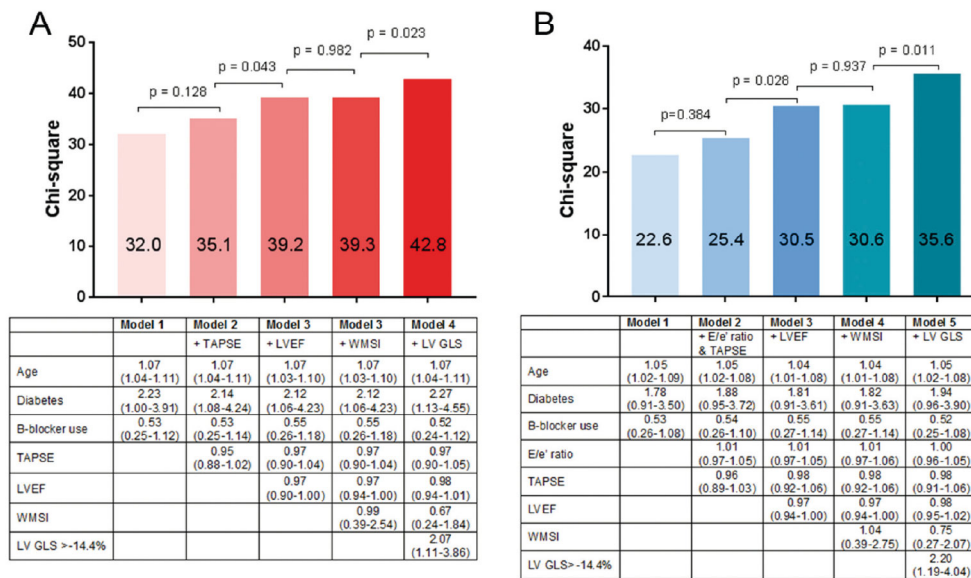 A
50
40
30
20
10
0
Chi-square
p = 0.128
p = 0.043
p = 0.982
p = 0.023
32.0
35.1
39.2
39.3
42.8
Model 1 Model 2 Model 3 Model 3 Model 4
+ TAPSE + LVEF + WMSI + LV GLS
Age 1.07 1.07 1.07 1.07 1.07
(1.04-1.11) (1.04-1.11) (1.03-1.10) (1.03-1.10) (1.04-1.11)
Diabetes 2.23 2.14 2.12 2.12 2.27
(1.00-3.91) (1.08-4.24) (1.06-4.23) (1.06-4.23) (1.13-4.55)
B-blocker use 0.53 0.53 0.55 0.55 0.52
(0.25-1.12) (0.25-1.14) (0.26-1.18) (0.26-1.18) (0.24-1.12)
TAPSE 0.95 0.97 0.97 0.97
(0.88-1.02) (0.90-1.04) (0.90-1.04) (0.90-1.05)
LVEF 0.97 0.97 0.98
(0.90-1.00) (0.94-1.00) (0.94-1.01)
WMSI 0.99 0.67
(0.39-2.54) (0.24-1.84)
LV GLS >-14.4% 2.07
(1.11-3.86)
B
40
30
20
10
0
Chi-square
p=0.384
p = 0.028
p = 0.937
p = 0.011
22.6
25.4
30.5
30.6
35.6
Model 1 Model 2 Model 3 Model 4 Model 5
+ E/e' ratio + LVEF + WMSI + LV GLS
& TAPSE
Age 1.05 1.05 1.04 1.04 1.05
(1.02-1.09) (1.02-1.08) (1.01-1.08) (1.01-1.08) (1.02-1.08)
Diabetes 1.78 1.88 1.81 1.82 1.94
(0.91-3.50) (0.95-3.72) (0.91-3.61) (0.91-3.63) (0.96-3.90)
B-blocker use 0.53 0.54 0.55 0.55 0.52
(0.26-1.08) (0.26-1.10) (0.27-1.14) (0.27-1.14) (0.25-1.08)
E/e' ratio 1.01 1.01 1.01 1.00
(0.97-1.05) (0.97-1.05) (0.97-1.06) (0.96-1.05)
TAPSE 0.96 0.98 0.98 0.98
(0.89-1.03) (0.92-1.06) (0.92-1.06) (0.91-1.06)
LVEF 0.97 0.97 0.98
(0.94-1.00) (0.94-1.00) (0.95-1.02)
WMSI 1.04 0.75
(0.39-2.75) (0.27-2.07)
LV GLS> -14.4% 2.20
(1.19-4.04)